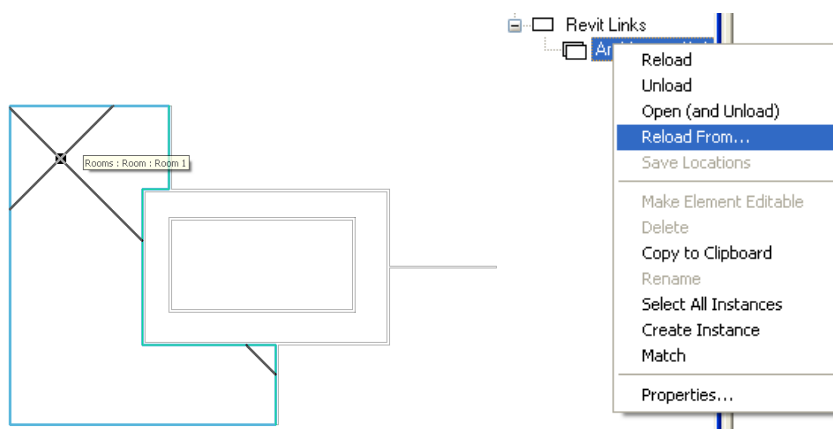 Revit Links
Reload
Unload
Open (and Unload)
Reload From...
Save Locations
Make Element Editable
Delete
Copy to Clipboard
Rename
Select All Instances
Create Instance
Match
Properties...
Rooms : Room : Room 1